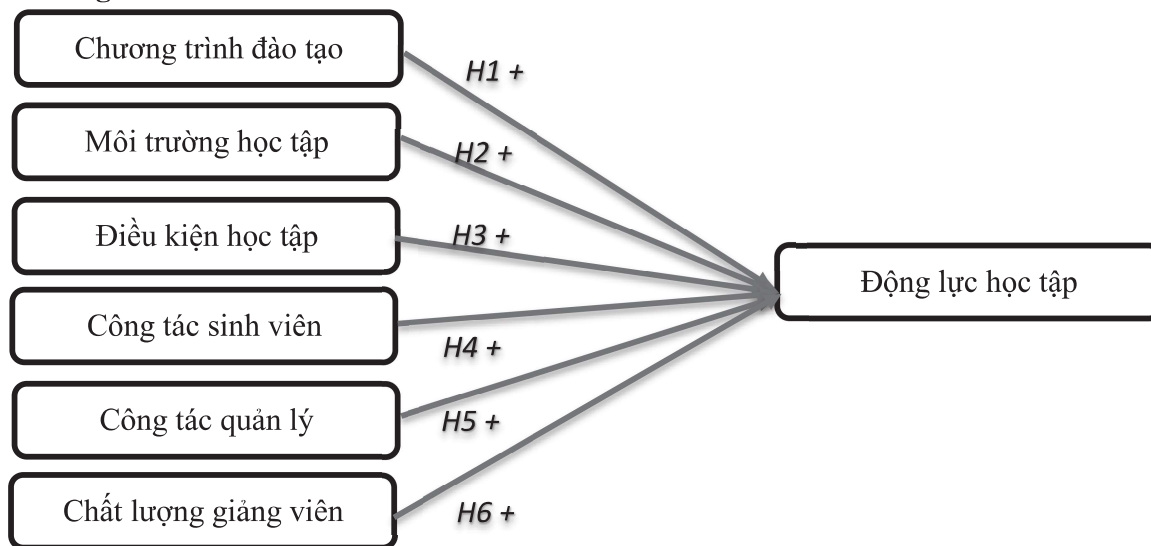 Chương trình đào tạo
H1 +
Môi trường học tập
H2 +
Điều kiện học tập
H3 +
Động lực học tập
Công tác sinh viên
H4 +
Công tác quản lý
H5 +
Chất lượng giảng viên
H6 +